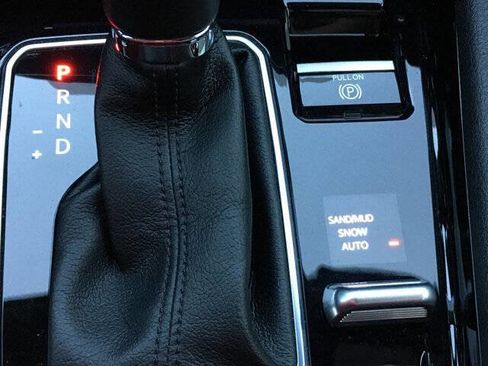 P
R
N
D
–
+
PULL ON
(P)
SAND/MUD
SNOW
AUTO